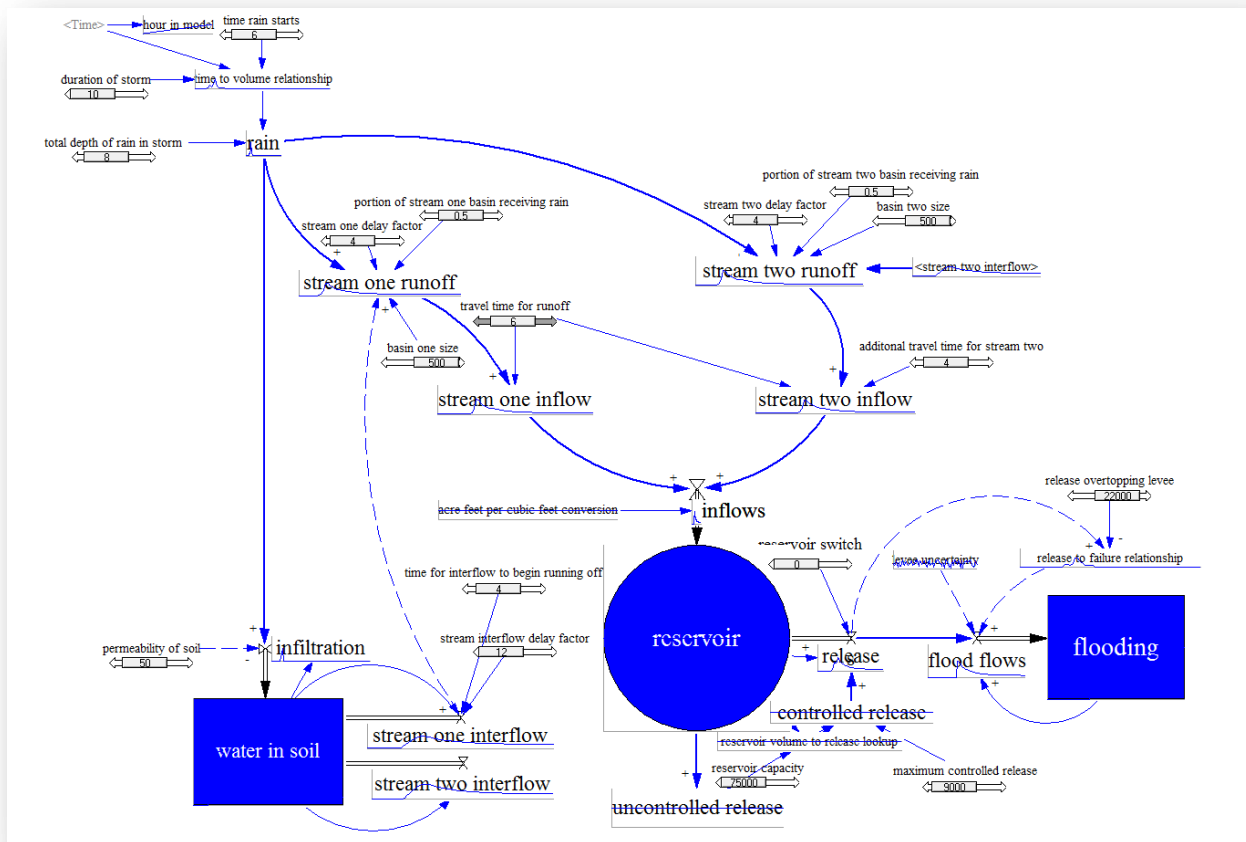 <Time>
hour in model
time rain starts
6
duration of storm
10
time to volume relationship
total depth of rain in storm
8
rain
portion of stream two basin receiving rain
0.5
portion of stream one basin receiving rain
0.5
stream two delay factor
4
basin two size
500
stream one delay factor
4
+
stream one runoff
stream two runoff
<stream two interflow>
+
travel time for runoff
6
basin one size
500
additonal travel time for stream two
4
+
+
stream one inflow
stream two inflow
+
+
release overtopping levee
22000
acre feet per cubic feet conversion
inflows
-
+
reservoir switch
0
levee uncertainty
release to failure relationship
time for interflow to begin running off
4
+
permeability of soil
50
-
infiltration
stream interflow delay factor
12
reservoir
+
release
+
flood flows
flooding
+
+
+
controlled release
water in soil
stream one interflow
reservoir volume to release lookup
stream two interflow
+
reservoir capacity
75000
maximum controlled release
9000
uncontrolled release